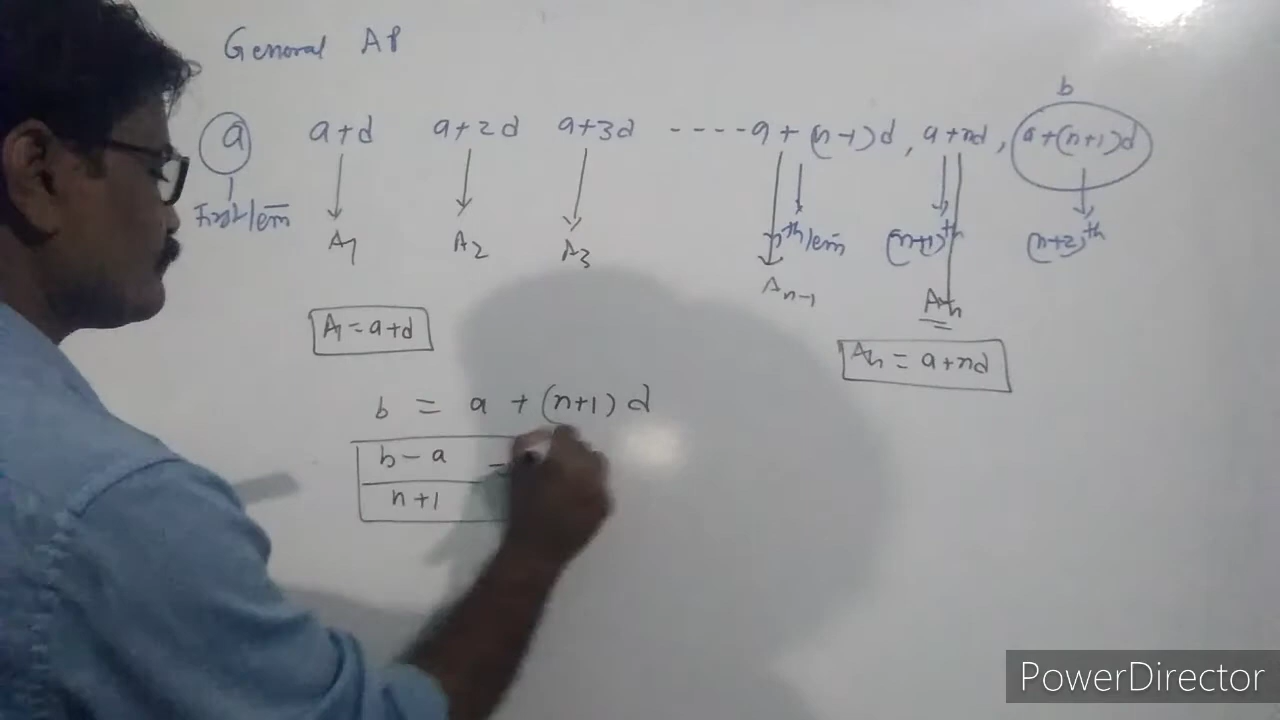 General AP
b
a a+d a+2d a+3d ----a+(n-1)d, a+nd, a+(n+1)d
First Term nth Term (n+1)th (n+2)th
A1 A2 A3
An-1 An
A1 = a+d
An = a+nd
b = a + (n+1) d
b - a =
n+1
PowerDirector